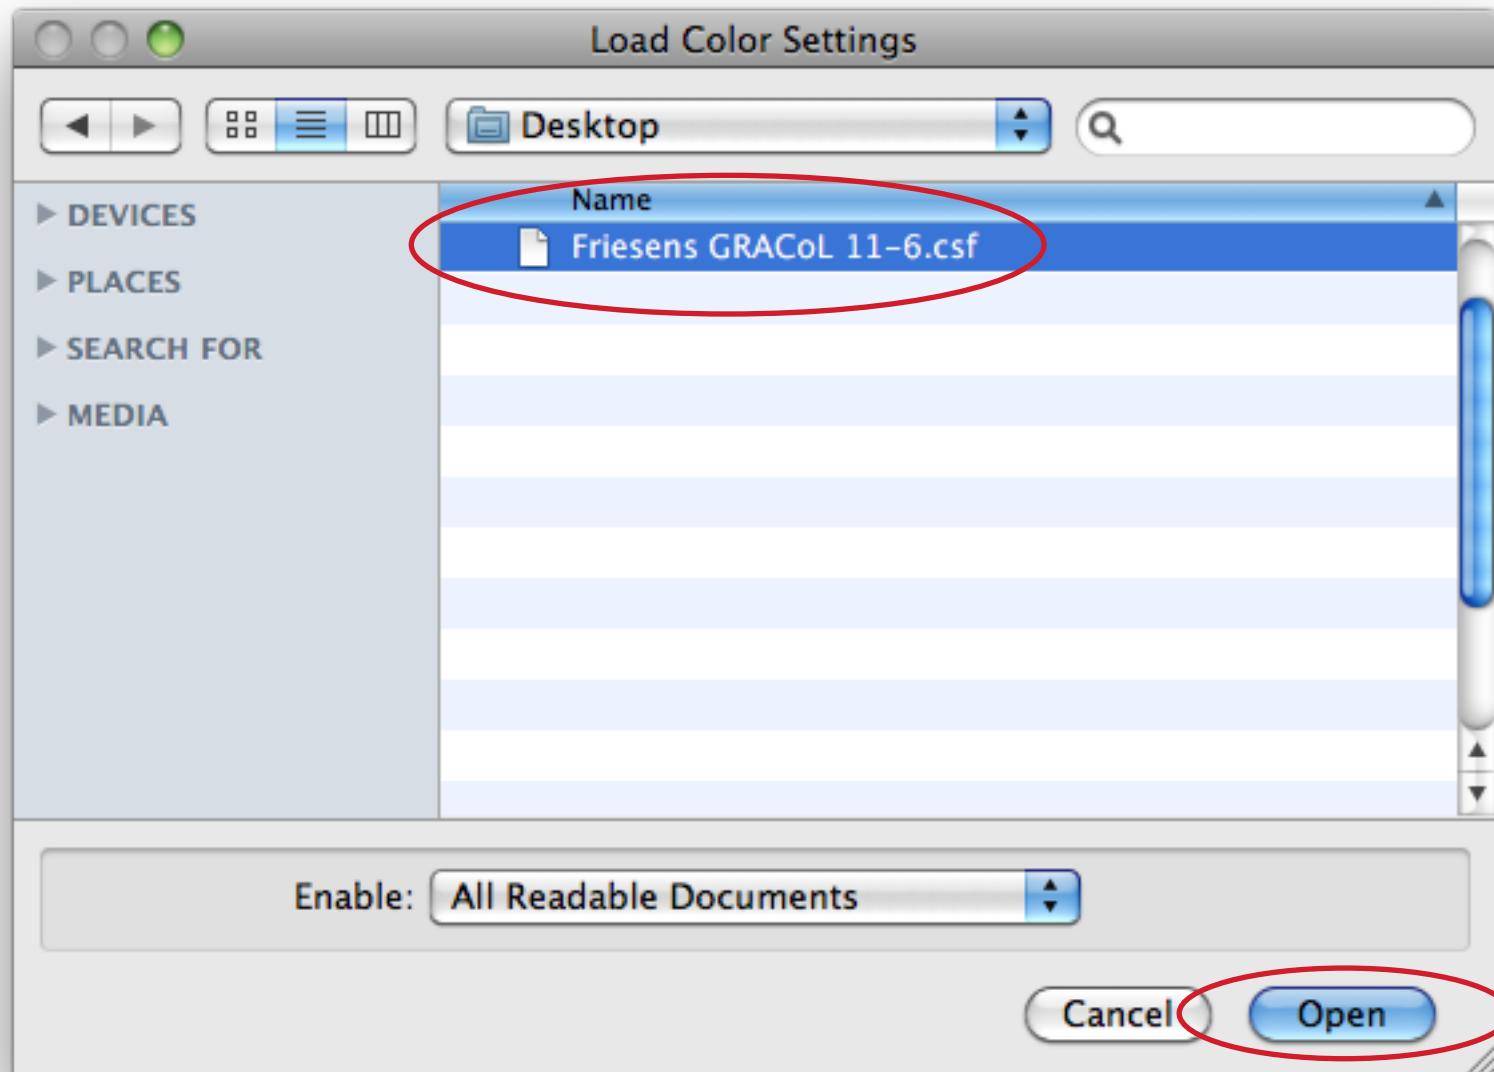 Load Color Settings
Desktop
DEVICES
PLACES
SEARCH FOR
MEDIA
Name
Friesens GRACoL 11-6.csf
Enable: All Readable Documents
Cancel Open